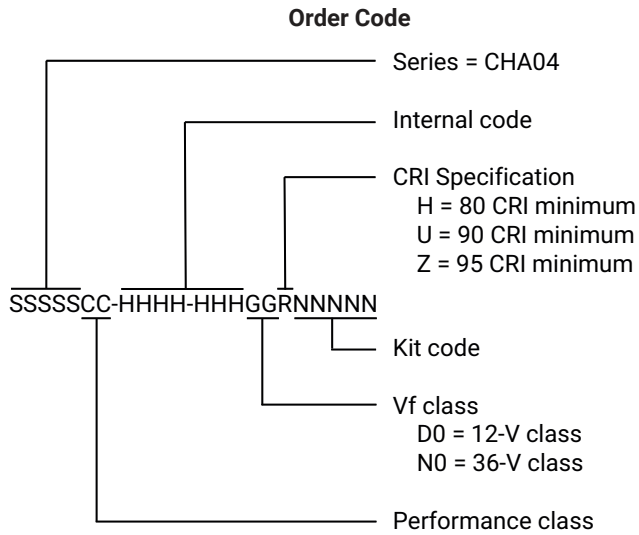 Order Code
Series = CHA04
Internal code
CRI Specification
H = 80 CRI minimum
U = 90 CRI minimum
Z = 95 CRI minimum
SSSSSCC-HHHH-HHHGGRNNNNN
Kit code
Vf class
D0 = 12-V class
N0 = 36-V class
Performance class